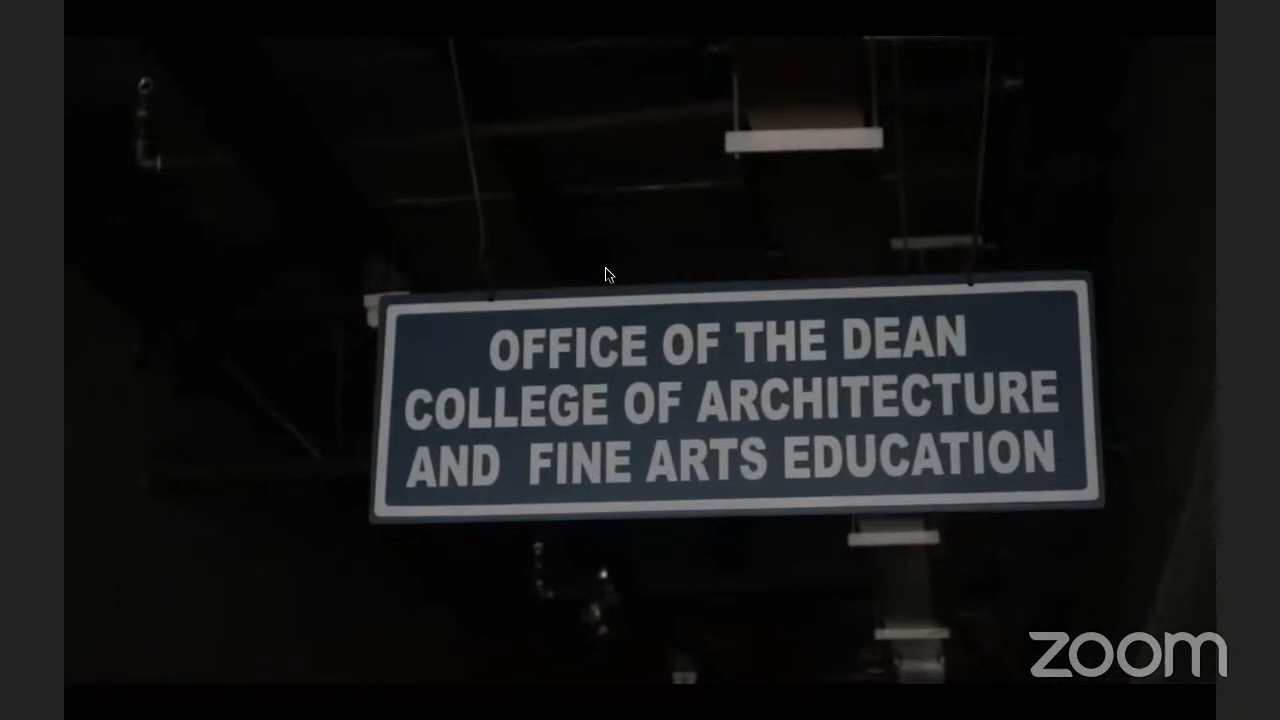 OFFICE OF THE DEAN
COLLEGE OF ARCHITECTURE
AND FINE ARTS EDUCATION
zoom